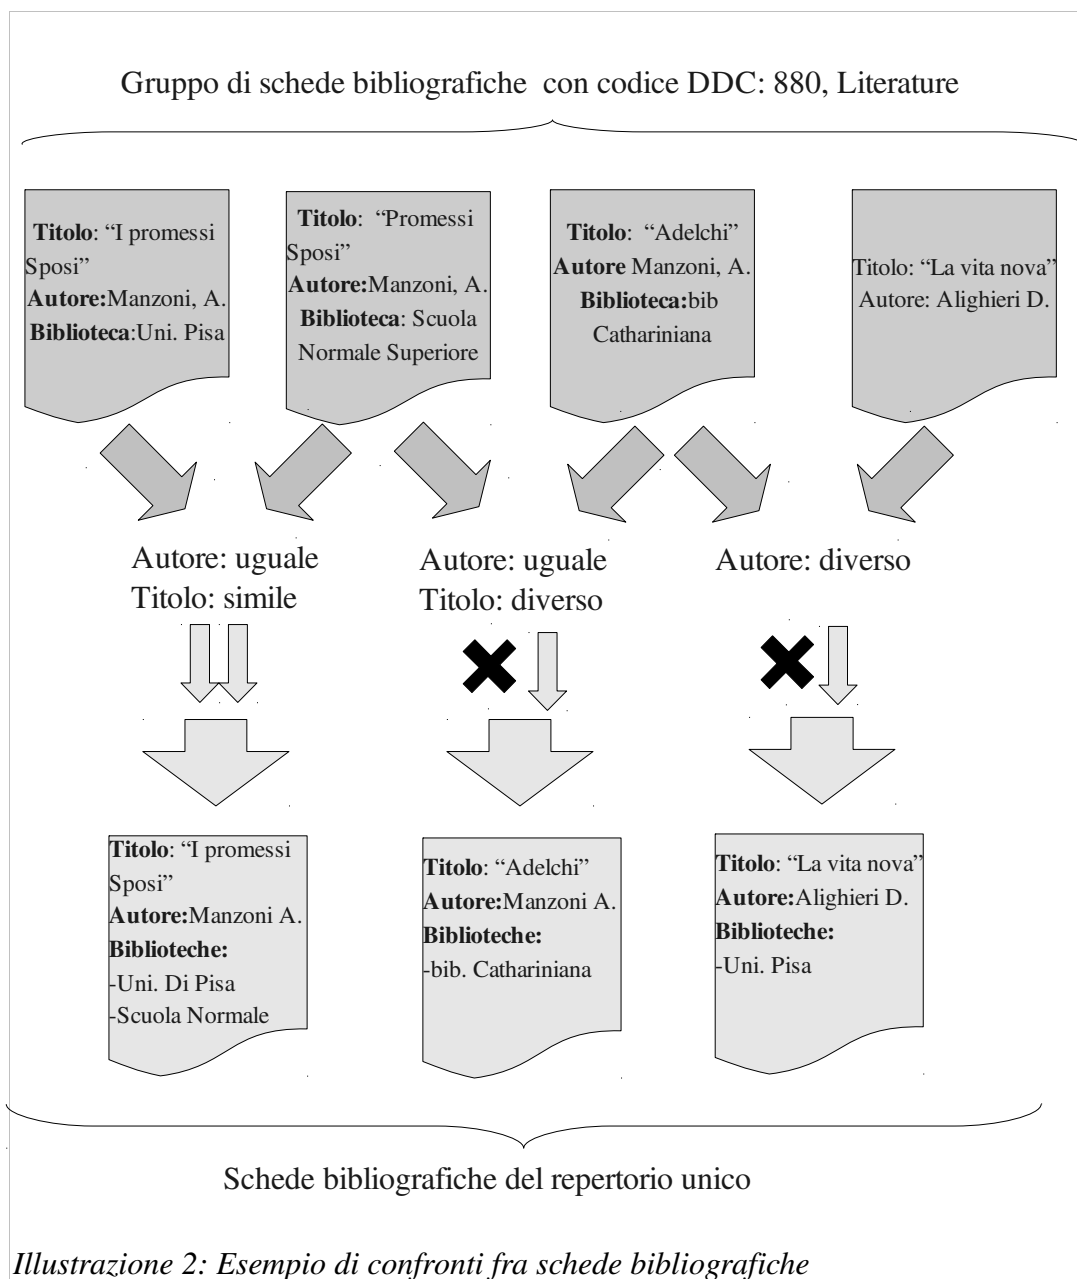 Gruppo di schede bibliografiche con codice DDC: 880, Literature
Titolo: “I promessi
Sposi”
Autore:Manzoni, A.
Biblioteca:Uni. Pisa
Titolo: “Promessi
Sposi”
Autore:Manzoni, A.
Biblioteca: Scuola
Normale Superiore
Titolo: “Adelchi”
Autore Manzoni, A.
Biblioteca:bib
Cathariniana
Titolo: “La vita nova”
Autore: Alighieri D.
Autore: uguale
Titolo: simile
Autore: uguale
Titolo: diverso
Autore: diverso
Titolo: “I promessi
Sposi”
Autore:Manzoni A.
Biblioteche:
-Uni. Di Pisa
-Scuola Normale
Titolo: “Adelchi”
Autore:Manzoni A.
Biblioteche:
-bib. Cathariniana
Titolo: “La vita nova”
Autore:Alighieri D.
Biblioteche:
-Uni. Pisa
Schede bibliografiche del repertorio unico
Illustrazione 2: Esempio di confronti fra schede bibliografiche